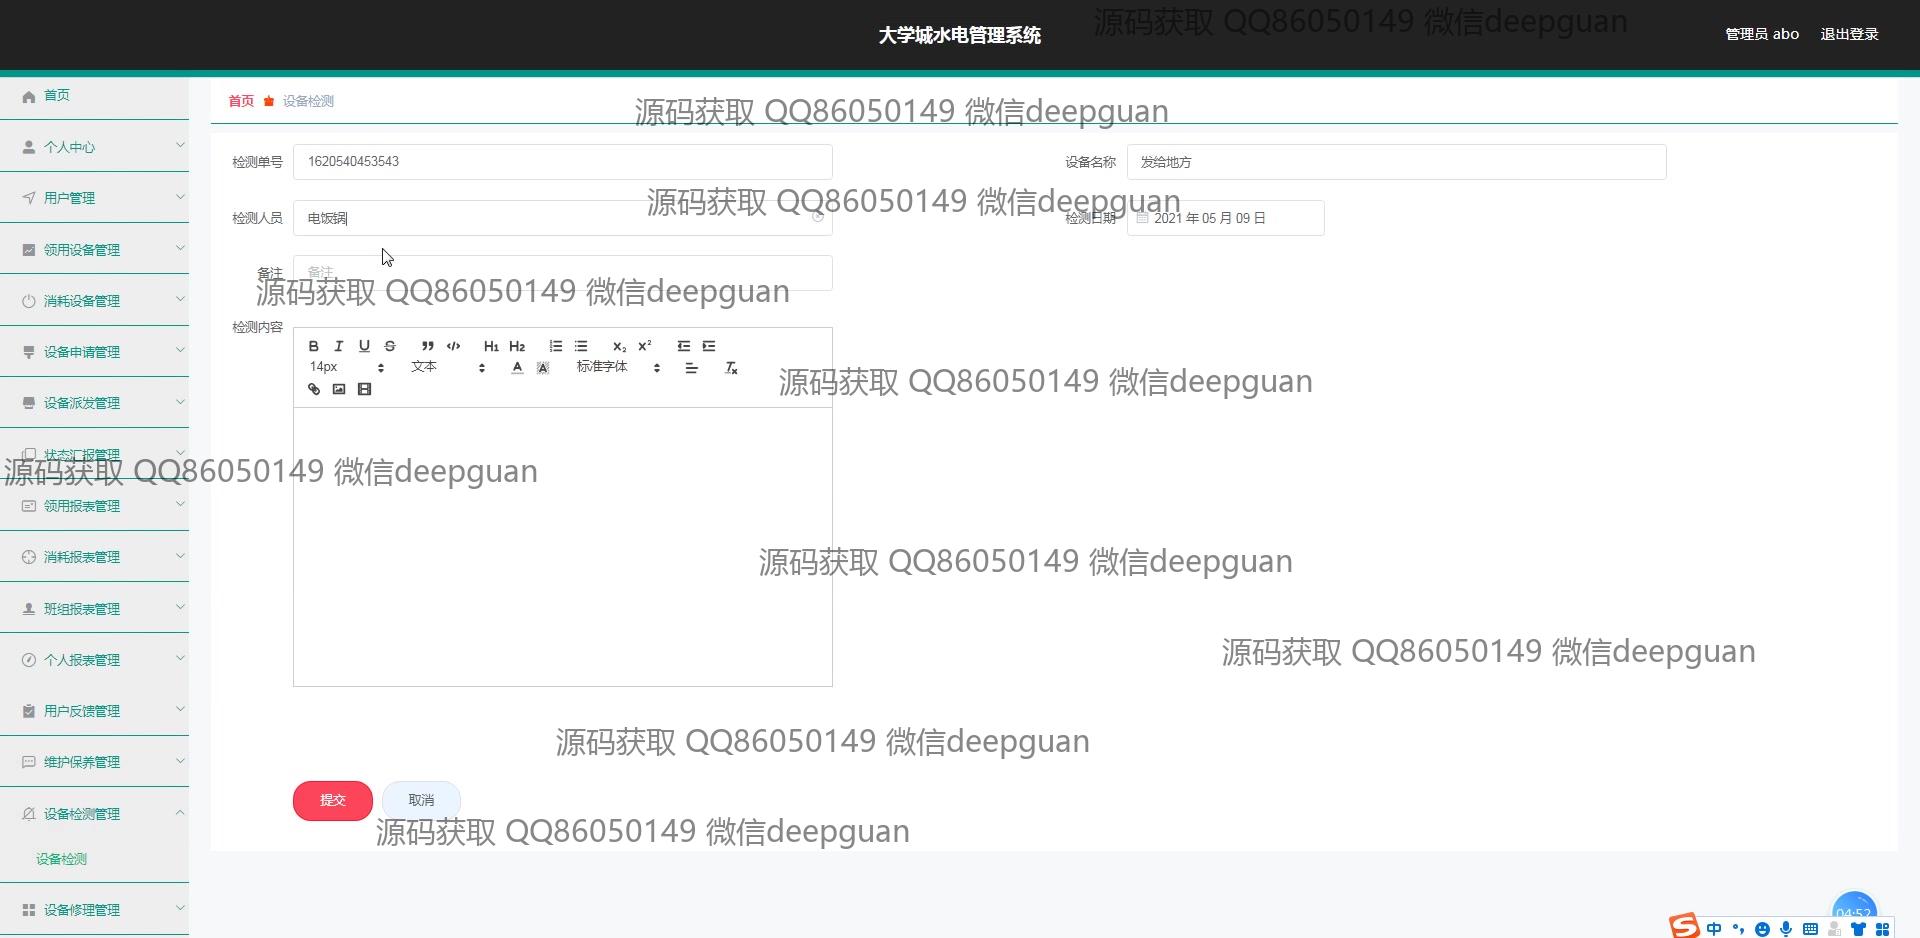 大学城水电管理系统
源码获取 QQ86050149 微信deepguan
管理员 abo
退出登录
首页
个人中心
用户管理
领用设备管理
消耗设备管理
设备申请管理
设备派发管理
状态汇报管理
领用报表管理
消耗报表管理
班组报表管理
个人报表管理
用户反馈管理
维护保养管理
设备检测管理
设备检测
设备修理管理
首页 设备检测
源码获取 QQ86050149 微信deepguan
检测单号 1620540453543
设备名称 发给地方
源码获取 QQ86050149 微信deepguan
检测人员 电饭锅
检测日期 2021 年 05 月 09 日
备注 备注
源码获取 QQ86050149 微信deepguan
检测内容
B I U S H1 H2 X2 X2
14px 文本 A A 标准字体
源码获取 QQ86050149 微信deepguan
源码获取 QQ86050149 微信deepguan
源码获取 QQ86050149 微信deepguan
源码获取 QQ86050149 微信deepguan
源码获取 QQ86050149 微信deepguan
提交 取消
源码获取 QQ86050149 微信deepguan
04:52
中